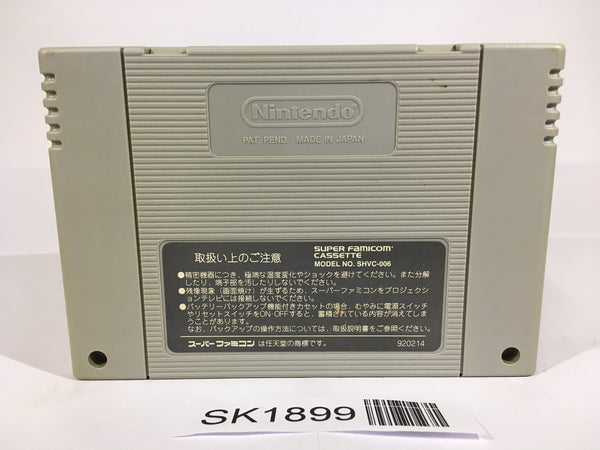 Nintendo
PAT. PEND. MADE IN JAPAN
取扱い上のご注意
SUPER FAMICOM
CASSETTE
MODEL NO. SHVC-006
●精密機器につき、極端な温度変化やショックを避けてください。また分解
したり、端子部を汚したりしないでください。
●残像現象（画面焼け）が生ずるため、スーパーファミコンをプロジェクシ
ョンテレビには接続しないでください。
●バッテリーバックアップ機能付きカセットの場合、むやみに電源スイッチ
やリセットスイッチをON·OFFすると、蓄積されている内容が消えてしま
うことがあります。
なお、バックアップの操作方法については、取扱説明書をご参照ください。
スーパーファミコン は任天堂の商標です。
920214
SK1899